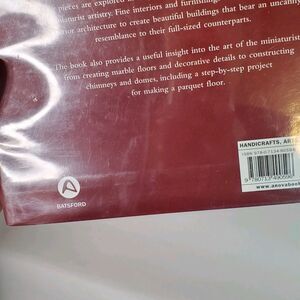 pieces are explored in
miniaturist artistry. Fine interiors and furnishings
exterior architecture to create beautiful buildings that bear an uncanny
resemblance to their full-sized counterparts.
The book also provides a useful insight into the art of the miniaturist
from creating marble floors and decorative details to constructing
chimneys and domes, including a step-by-step project
for making a parquet floor.
HANDICRAFTS, AR
BATSFORD
www.anovaboo